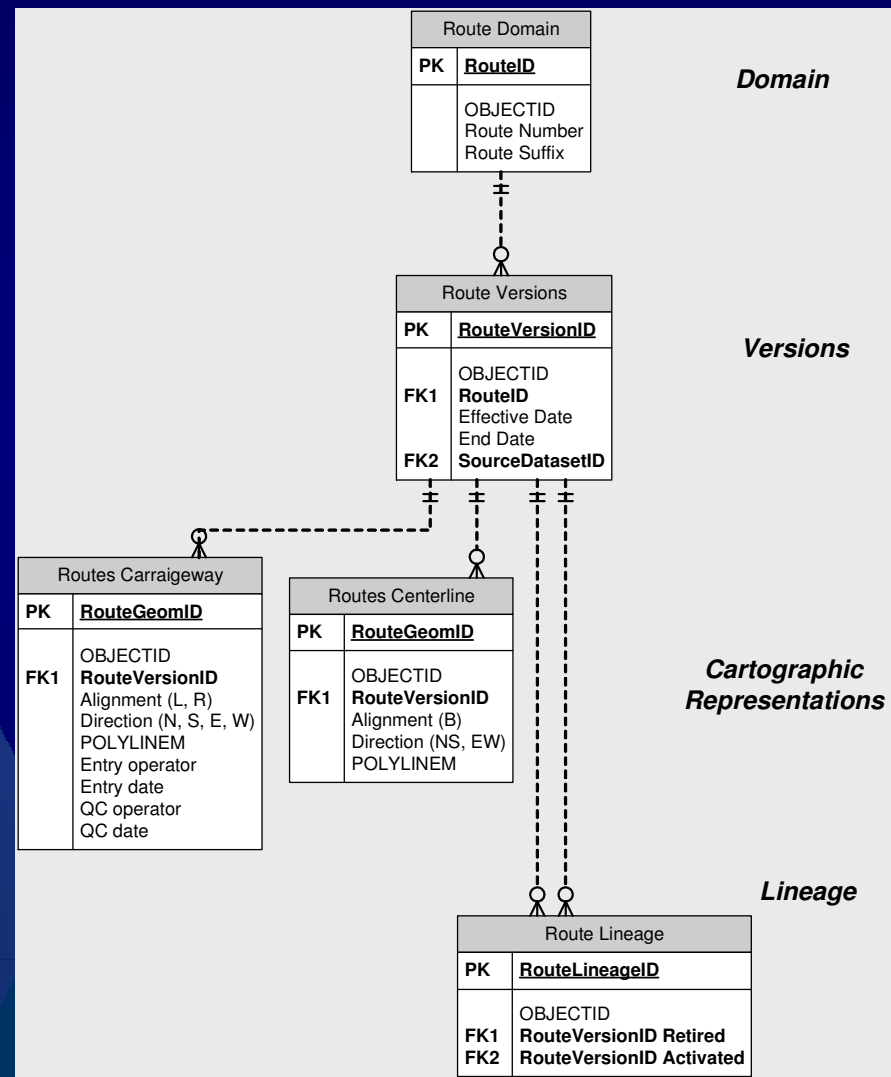 Route Domain
PK RouteID
OBJECTID
Route Number
Route Suffix
Domain
Route Versions
PK RouteVersionID
OBJECTID
FK1 RouteID
Effective Date
End Date
FK2 SourceDatasetID
Versions
Routes Carraigeway
PK RouteGeomID
OBJECTID
FK1 RouteVersionID
Alignment (L, R)
Direction (N, S, E, W)
POLYLINEM
Entry operator
Entry date
QC operator
QC date
Routes Centerline
PK RouteGeomID
OBJECTID
FK1 RouteVersionID
Alignment (B)
Direction (NS, EW)
POLYLINEM
Cartographic
Representations
Lineage
Route Lineage
PK RouteLineageID
OBJECTID
FK1 RouteVersionID Retired
FK2 RouteVersionID Activated